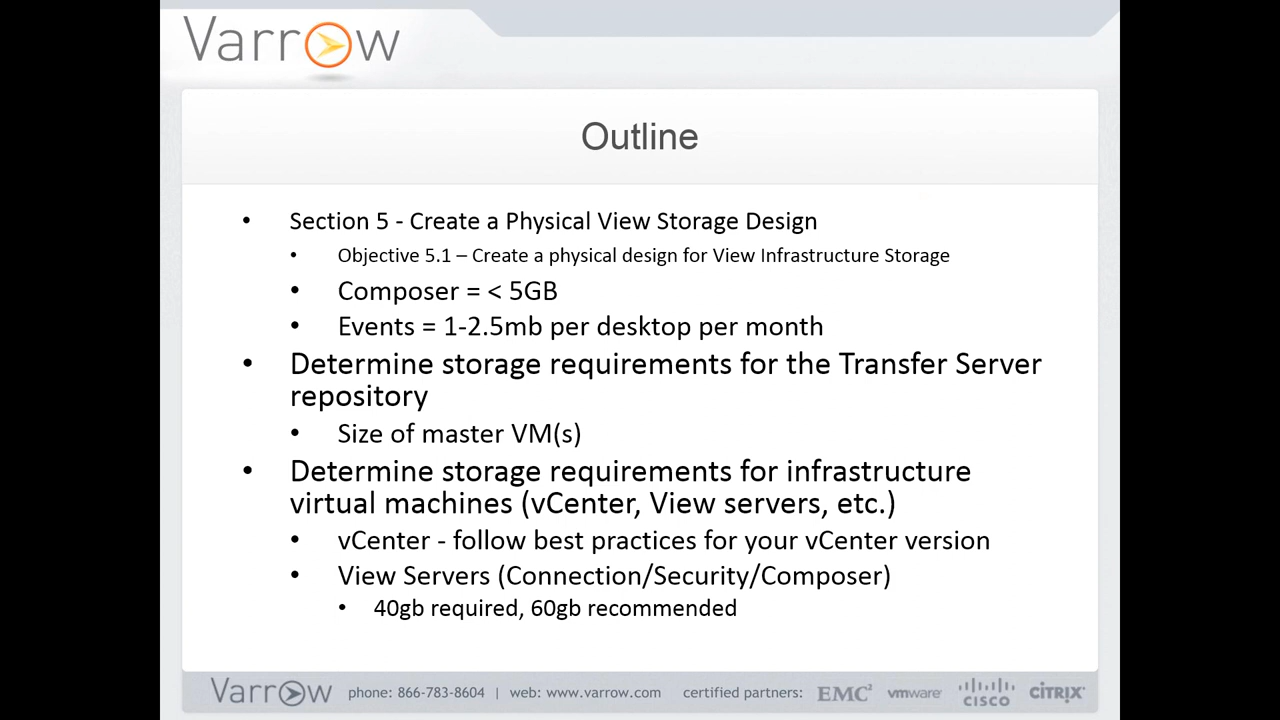 Varrow
Outline
• Section 5 - Create a Physical View Storage Design
• Objective 5.1 – Create a physical design for View Infrastructure Storage
• Composer = < 5GB
• Events = 1-2.5mb per desktop per month
• Determine storage requirements for the Transfer Server
repository
• Size of master VM(s)
• Determine storage requirements for infrastructure
virtual machines (vCenter, View servers, etc.)
• vCenter - follow best practices for your vCenter version
• View Servers (Connection/Security/Composer)
• 40gb required, 60gb recommended
Varrow phone: 866-783-8604 | web: www.varrow.com certified partners: EMC² vmware CISCO CITRIX